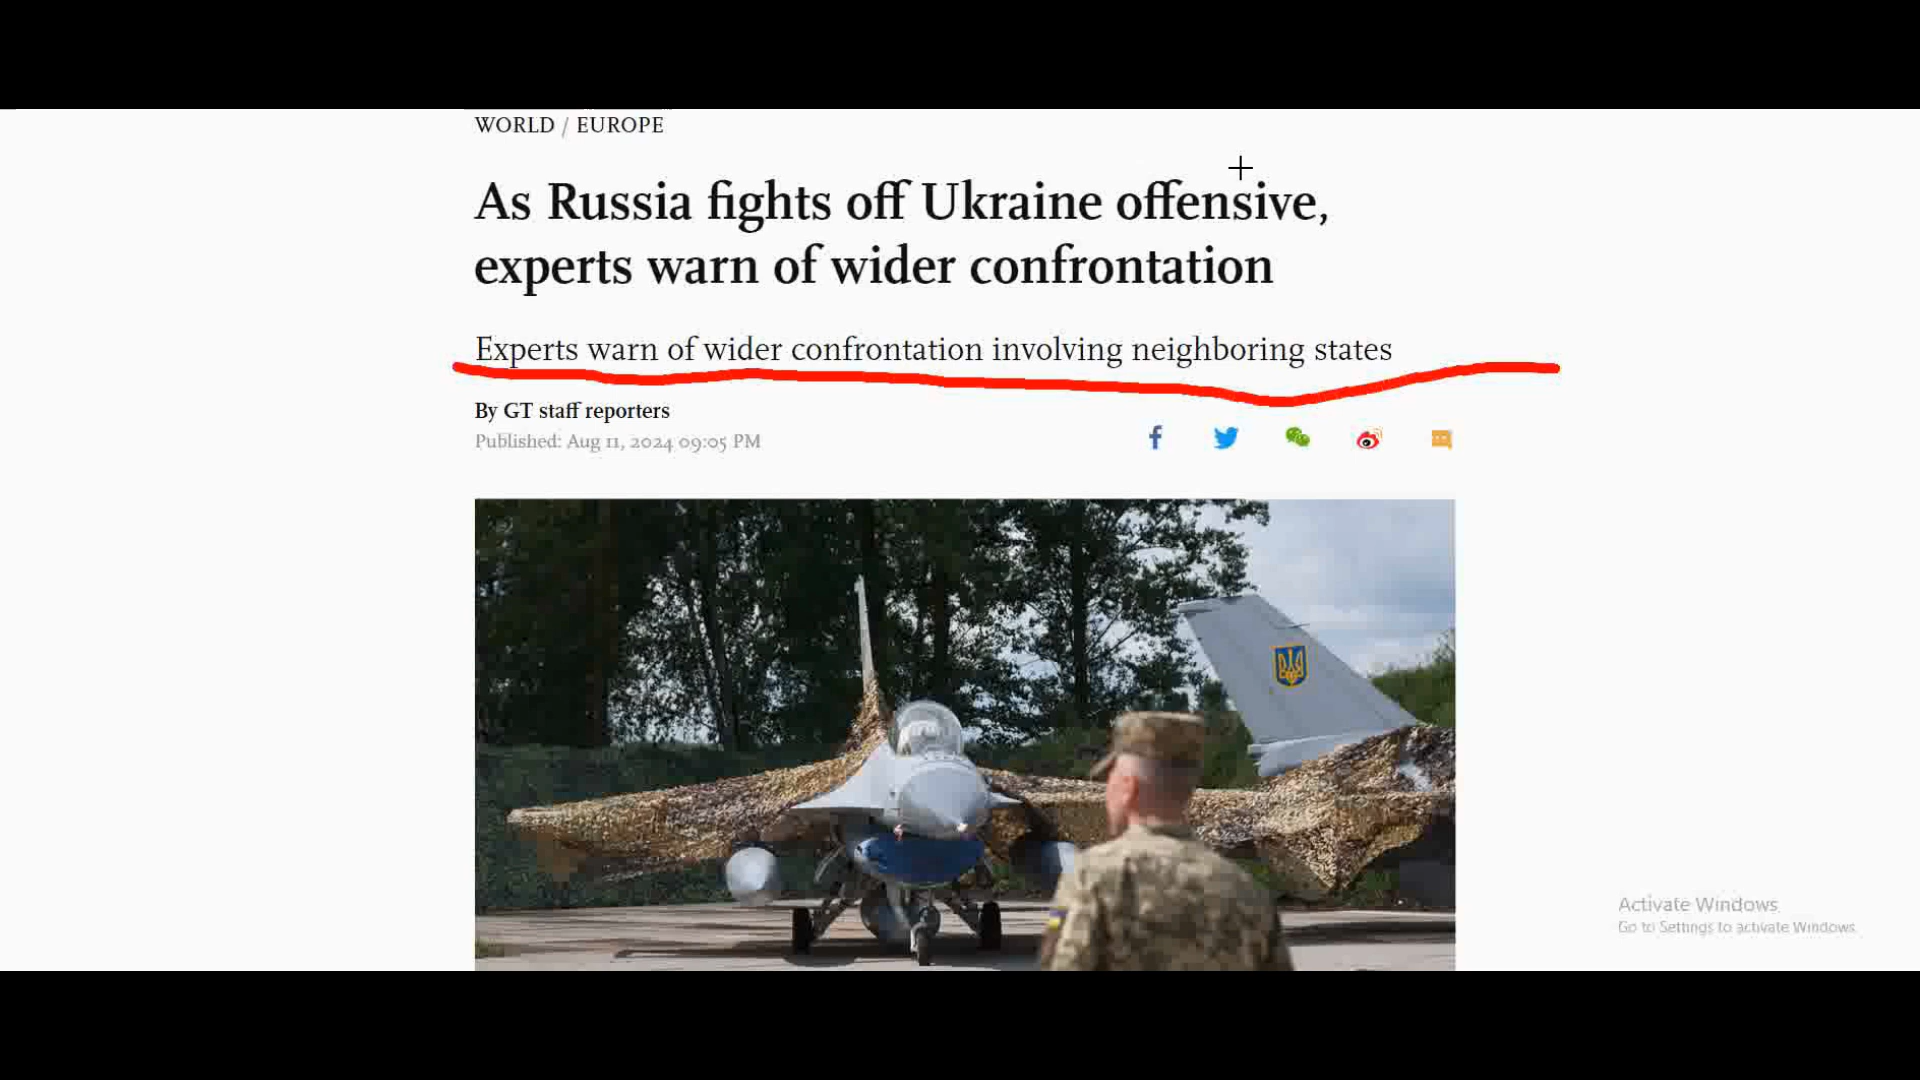 WORLD / EUROPE
As Russia fights off Ukraine offensive,
experts warn of wider confrontation
Experts warn of wider confrontation involving neighboring states
By GT staff reporters
Published: Aug 11, 2024 09:05 PM
Activate Windows
Go to Settings to activate Windows.